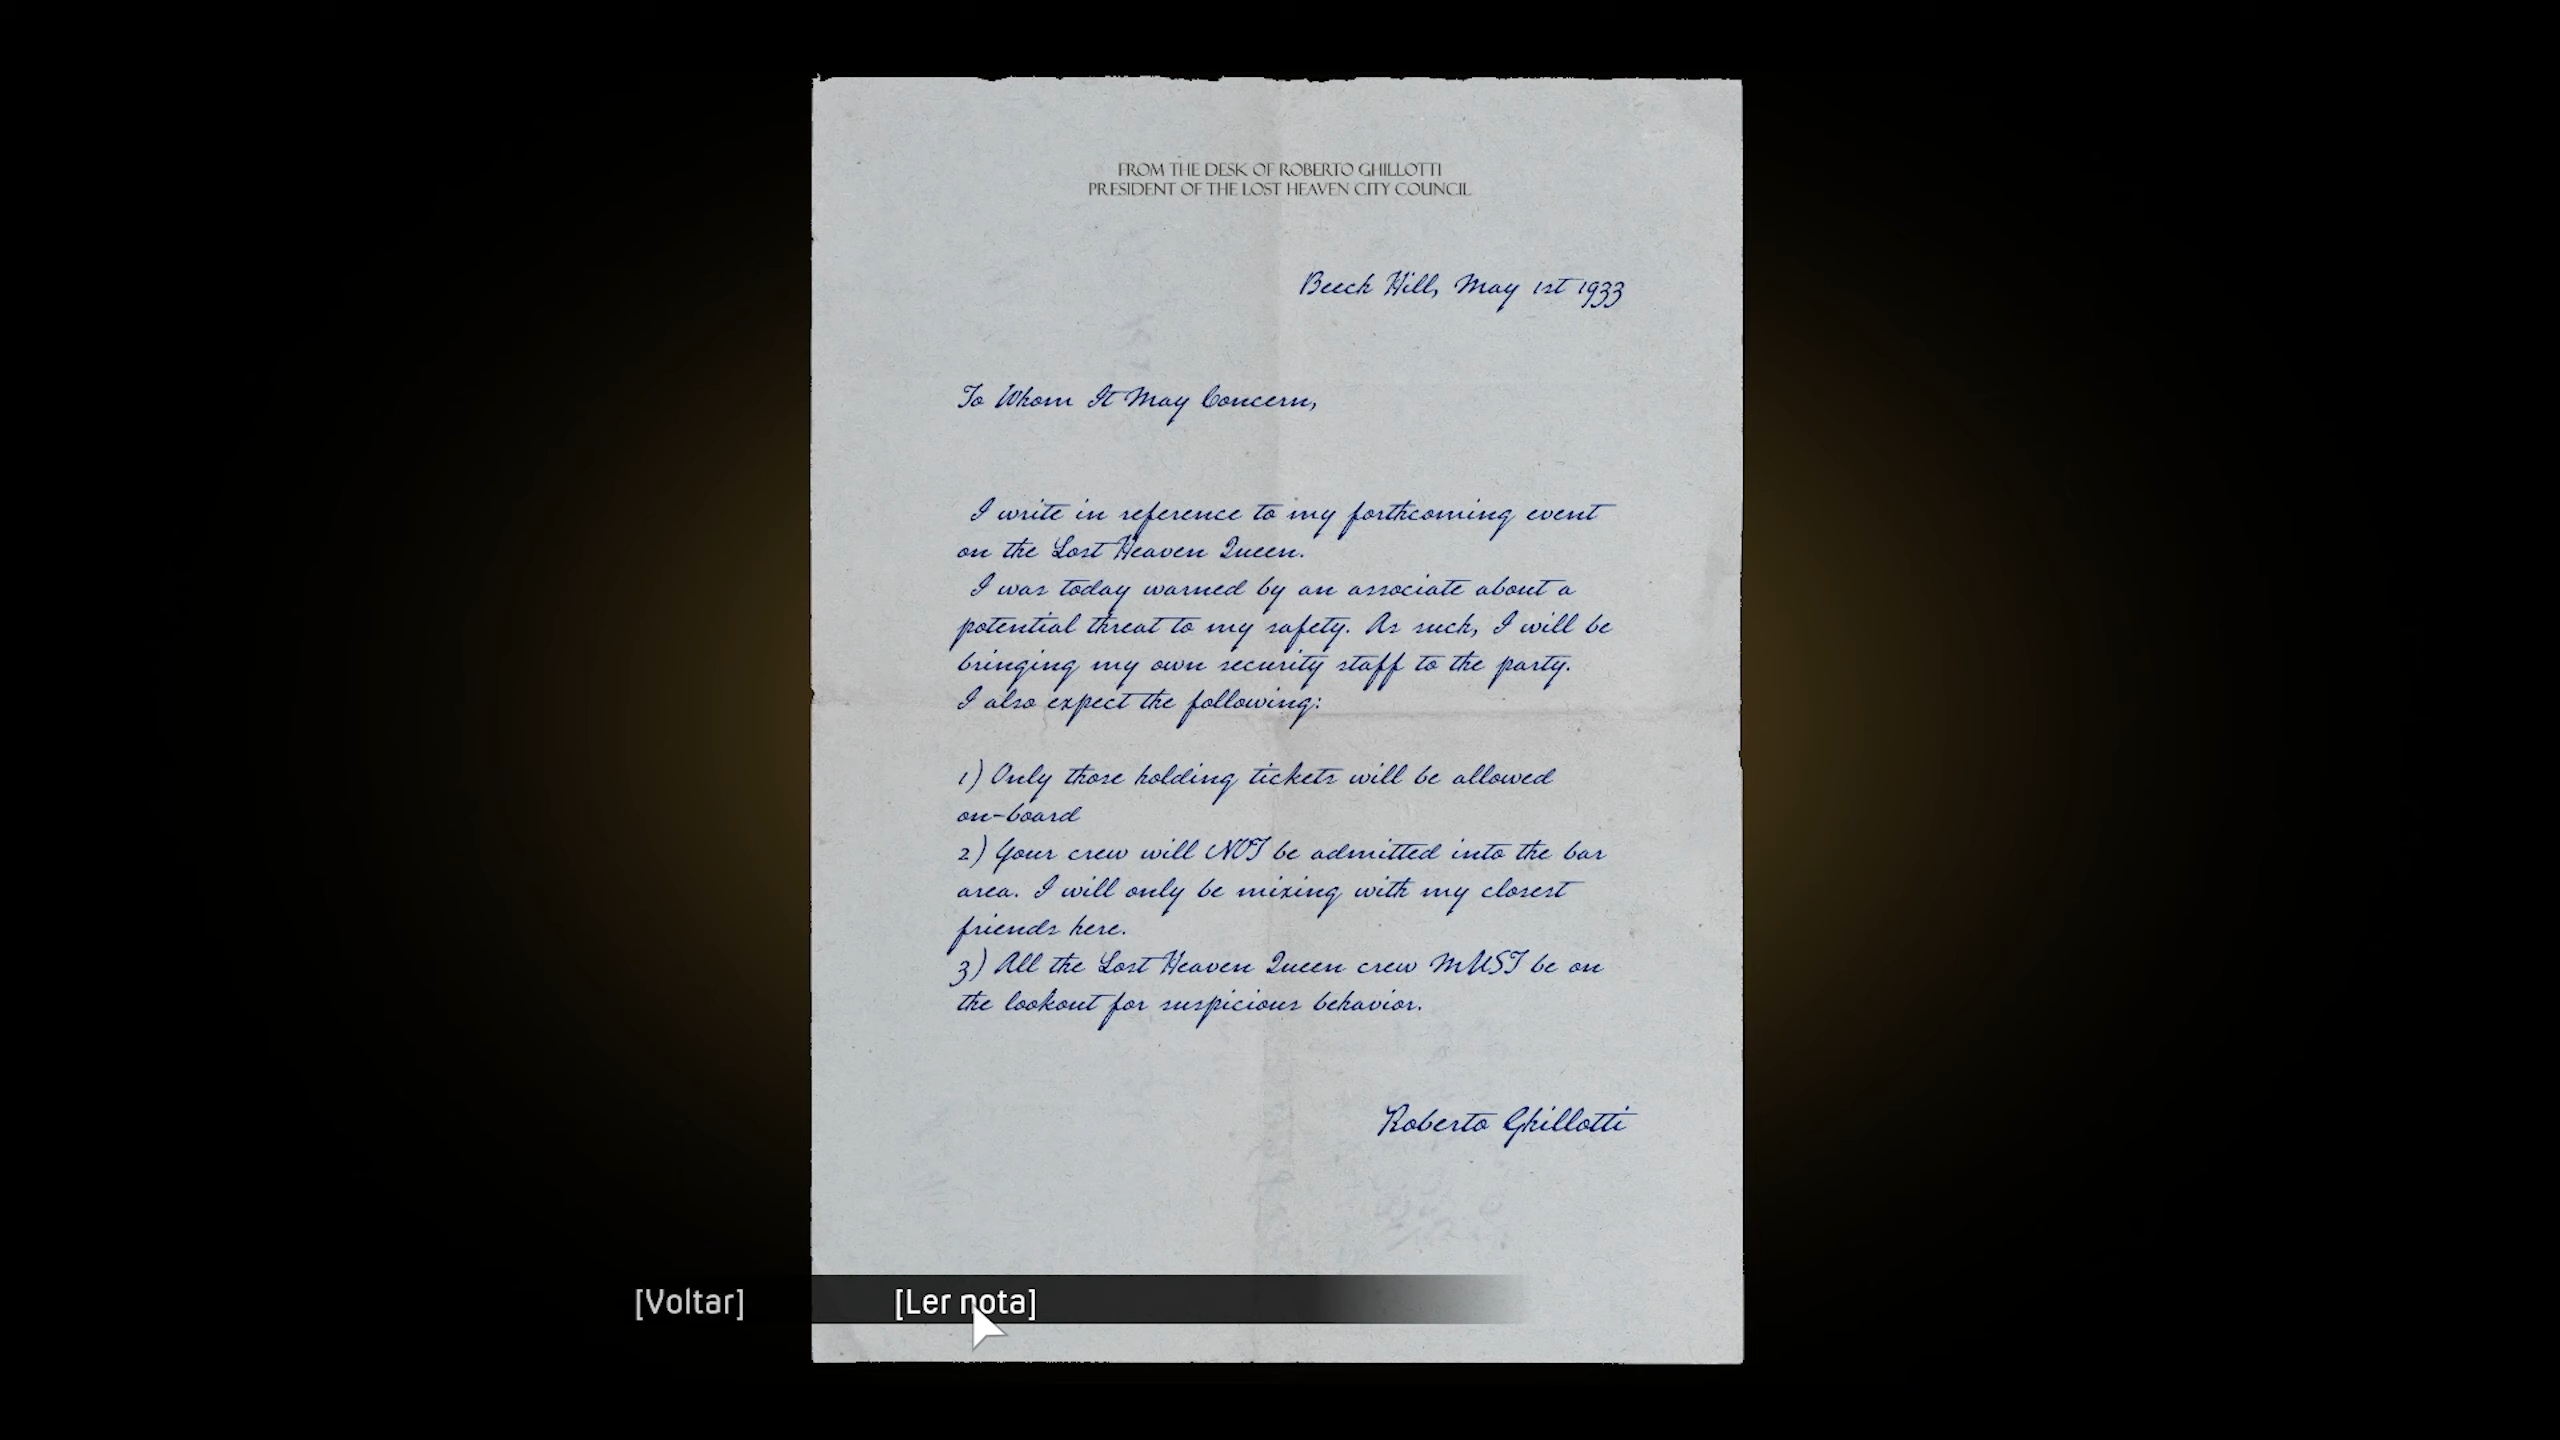 FROM THE DESK OF ROBERTO GHILLOTTI
PRESIDENT OF THE LOST HEAVEN CITY COUNCIL
Beech Hill, May 1st 1933
To Whom It May Concern,
I write in reference to my forthcoming event
on the Lost Heaven Queen.
I was today warned by an associate about a
potential threat to my safety. As such, I will be
bringing my own security staff to the party.
I also expect the following:
1) Only those holding tickets will be allowed
on-board
2) Your crew will NOT be admitted into the bar
area. I will only be mixing with my closest
friends here.
3) All the Lost Heaven Queen crew MUST be on
the lookout for suspicious behavior.
Roberto Ghillotti
[Voltar] [Ler nota]